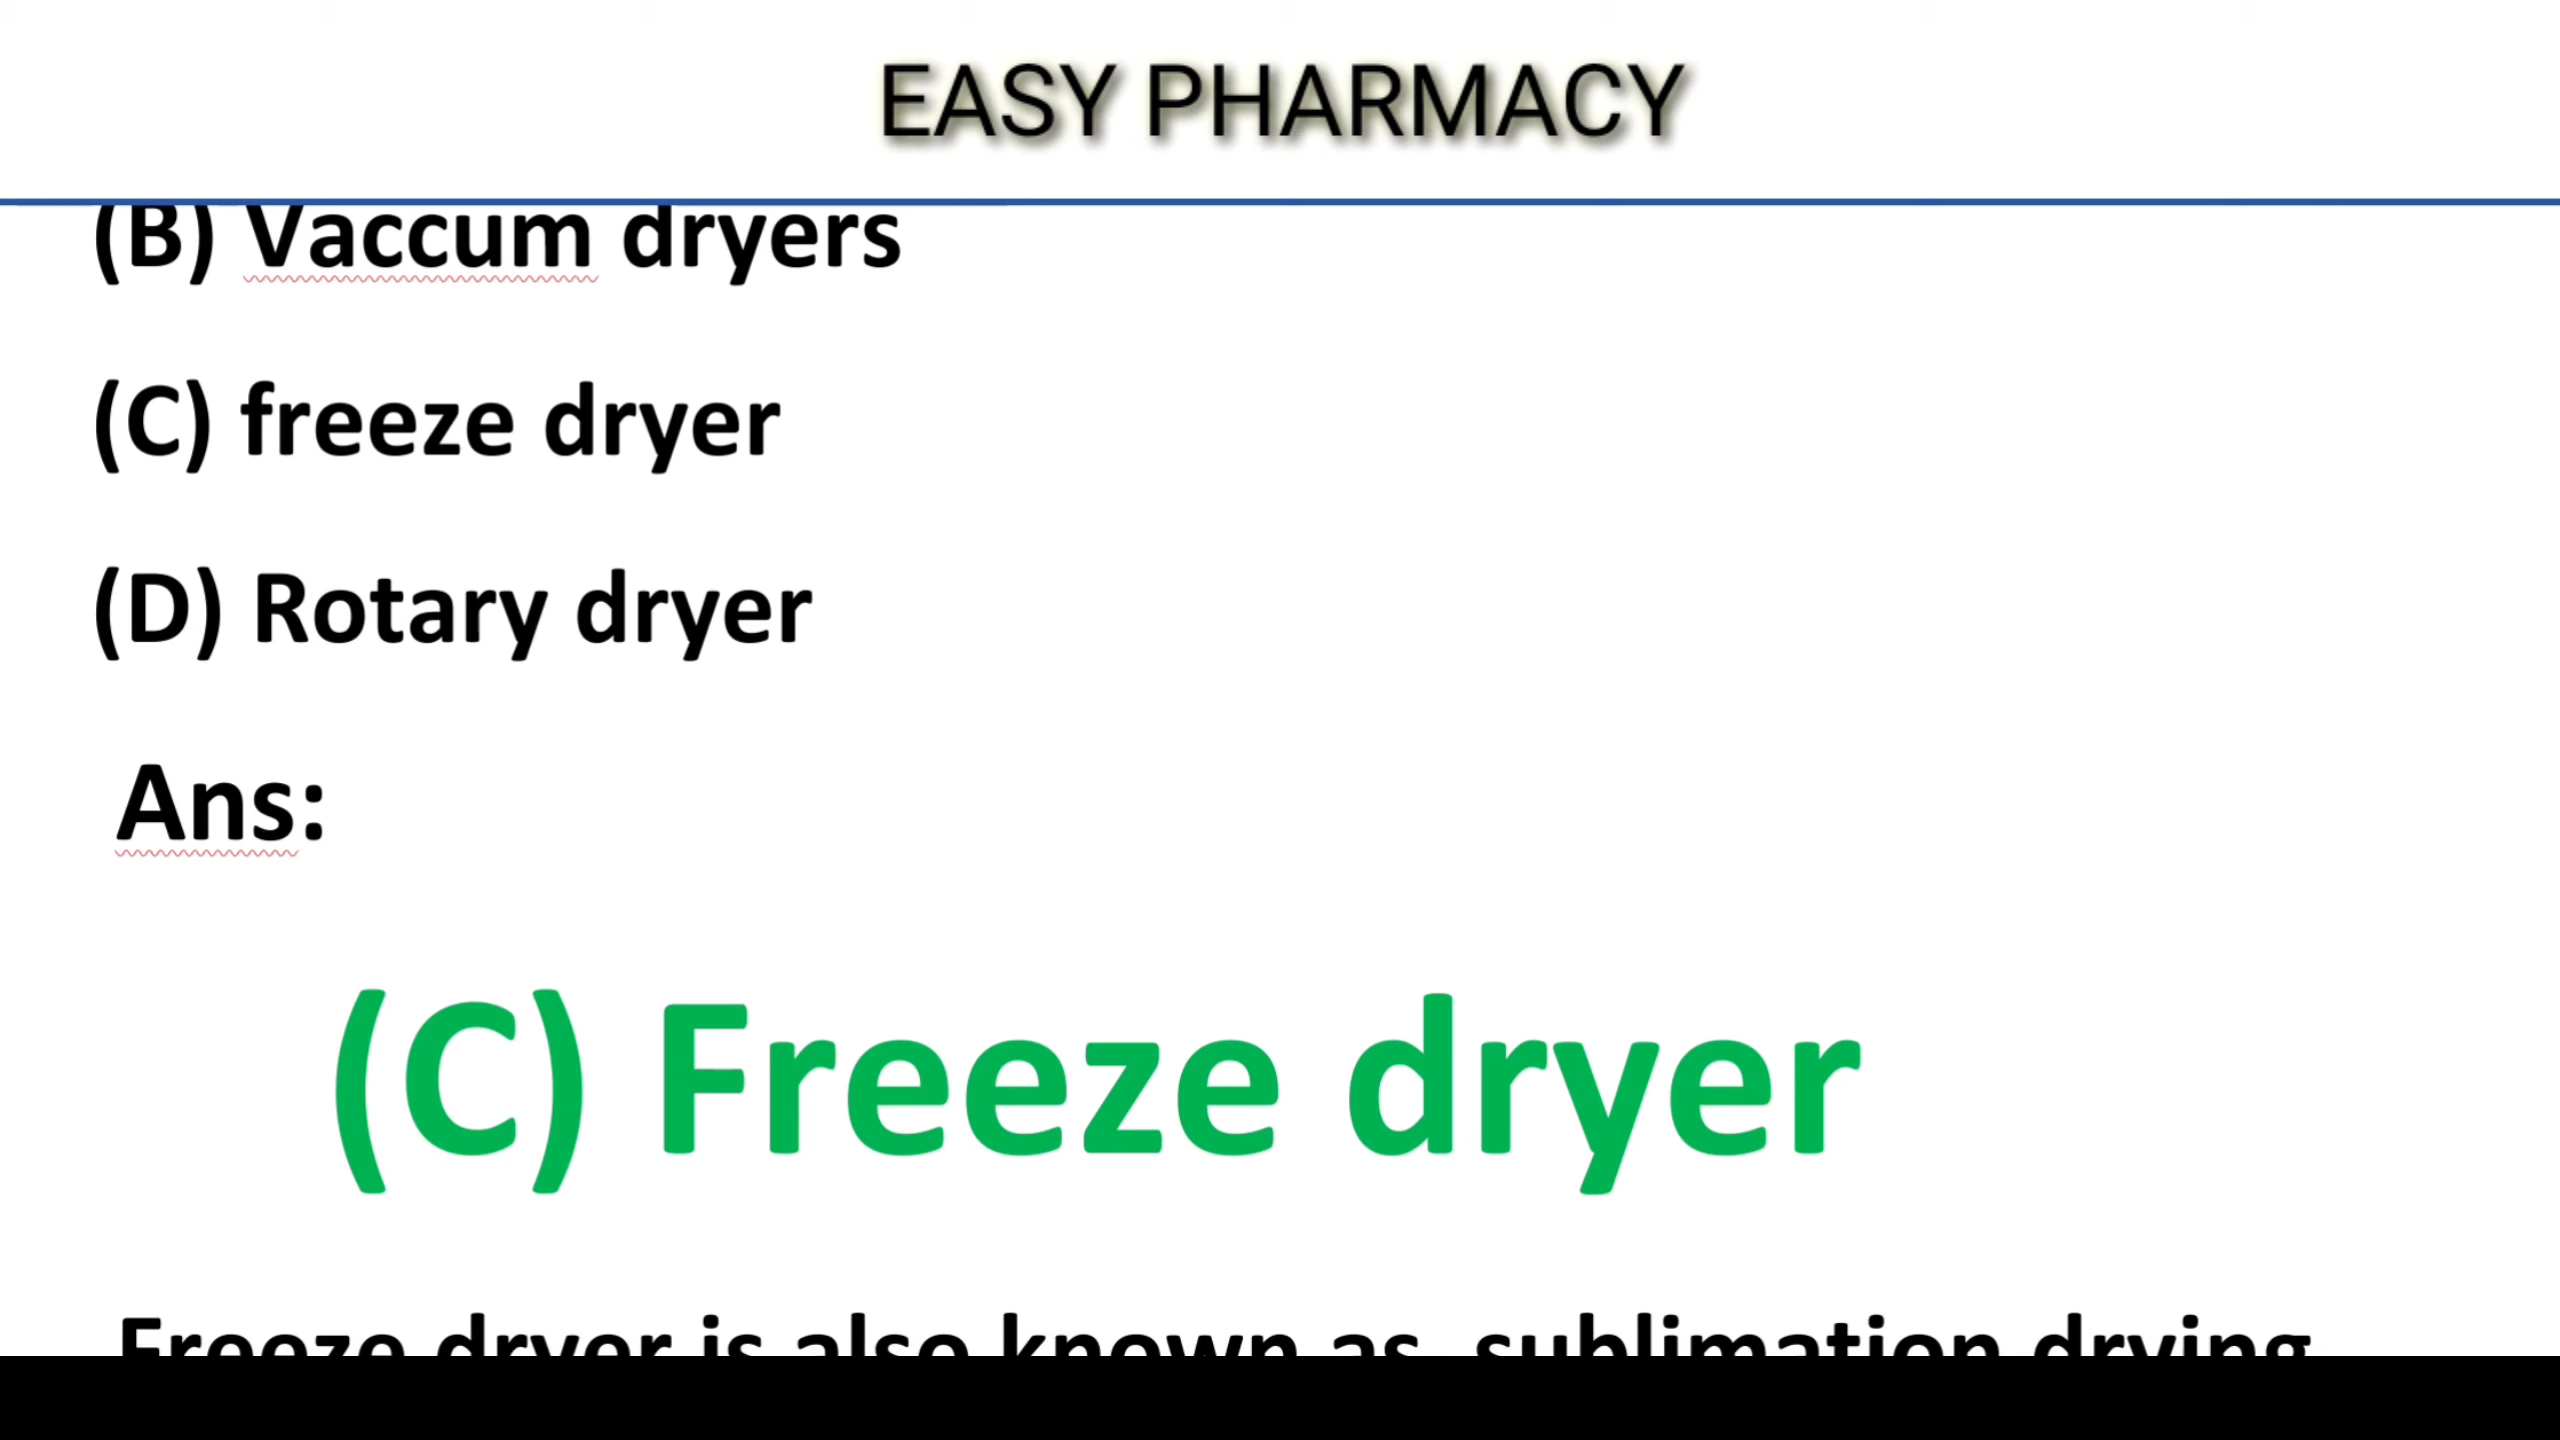 EASY PHARMACY
(B) Vaccum dryers
(C) freeze dryer
(D) Rotary dryer
Ans:
(C) Freeze dryer
Freeze dryer is also known as sublimation drying